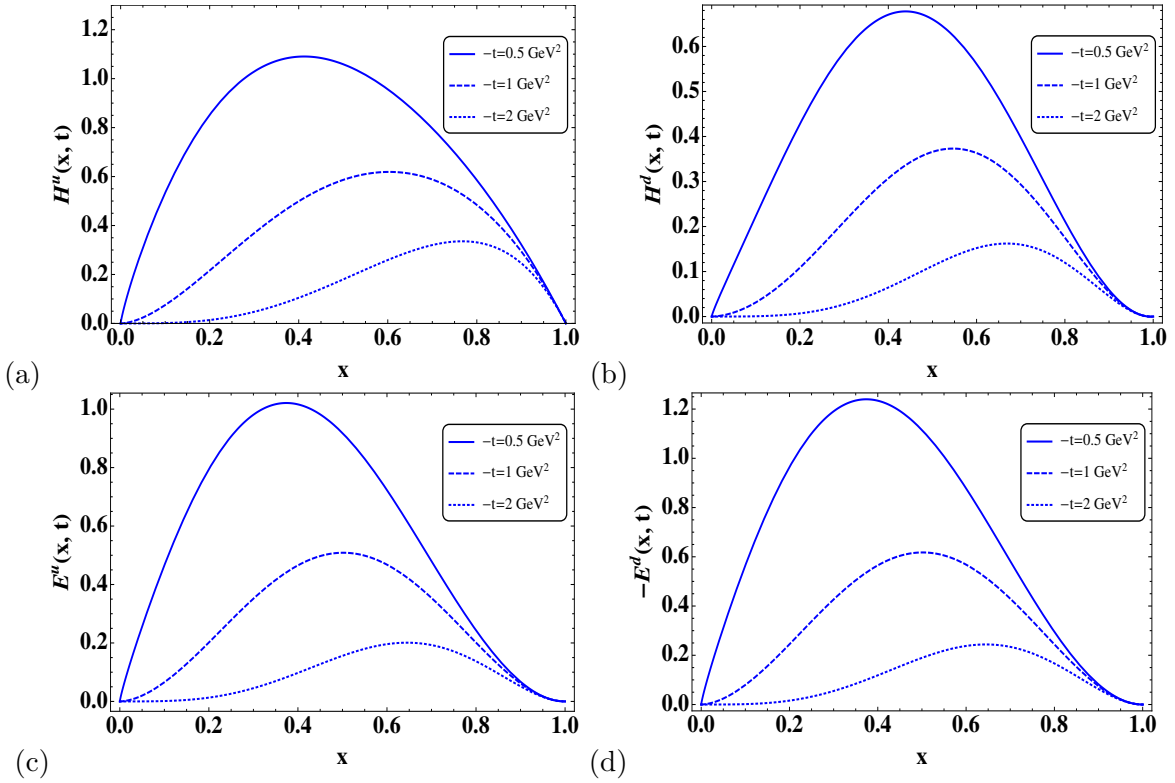 1.2
1.0
0.8
0.6
0.4
0.2
0.0
H^u(x, t)
−t=0.5 GeV²
−t=1 GeV²
−t=2 GeV²
0.0 0.2 0.4 0.6 0.8 1.0
x
(a)
0.6
0.5
0.4
0.3
0.2
0.1
0.0
H^d(x, t)
−t=0.5 GeV²
−t=1 GeV²
−t=2 GeV²
0.0 0.2 0.4 0.6 0.8 1.0
x
(b)
1.0
0.8
0.6
0.4
0.2
0.0
E^u(x, t)
−t=0.5 GeV²
−t=1 GeV²
−t=2 GeV²
0.0 0.2 0.4 0.6 0.8 1.0
x
(c)
1.2
1.0
0.8
0.6
0.4
0.2
0.0
−E^d(x, t)
−t=0.5 GeV²
−t=1 GeV²
−t=2 GeV²
0.0 0.2 0.4 0.6 0.8 1.0
x
(d)